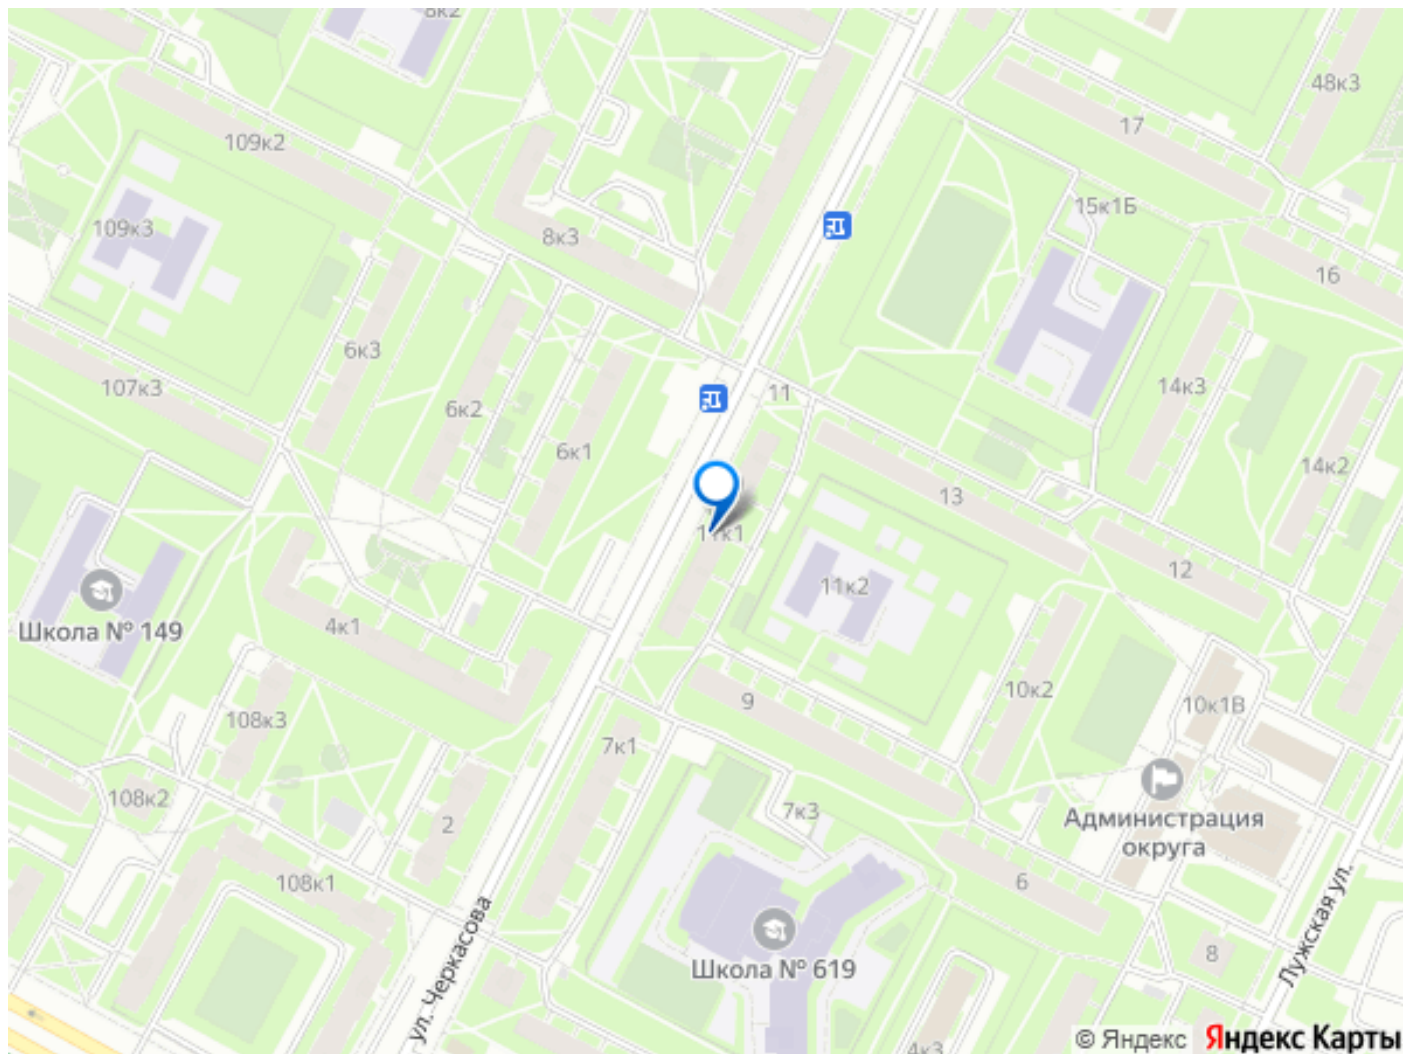 8к2
48к3
17
109к2
15к1Б
109к3
8к3
16
6к3
107к3
14к3
11
6к2
6к1
14к2
13
11к1
12
11к2
Школа № 149
4к1
10к2
9
10к1В
108к3
7к1
108к2
7к3
Администрация
округа
2
108к1
6
ул. Черкасова
Лужская ул.
8
Школа № 619
4к3
© Яндекс
Яндекс Карты